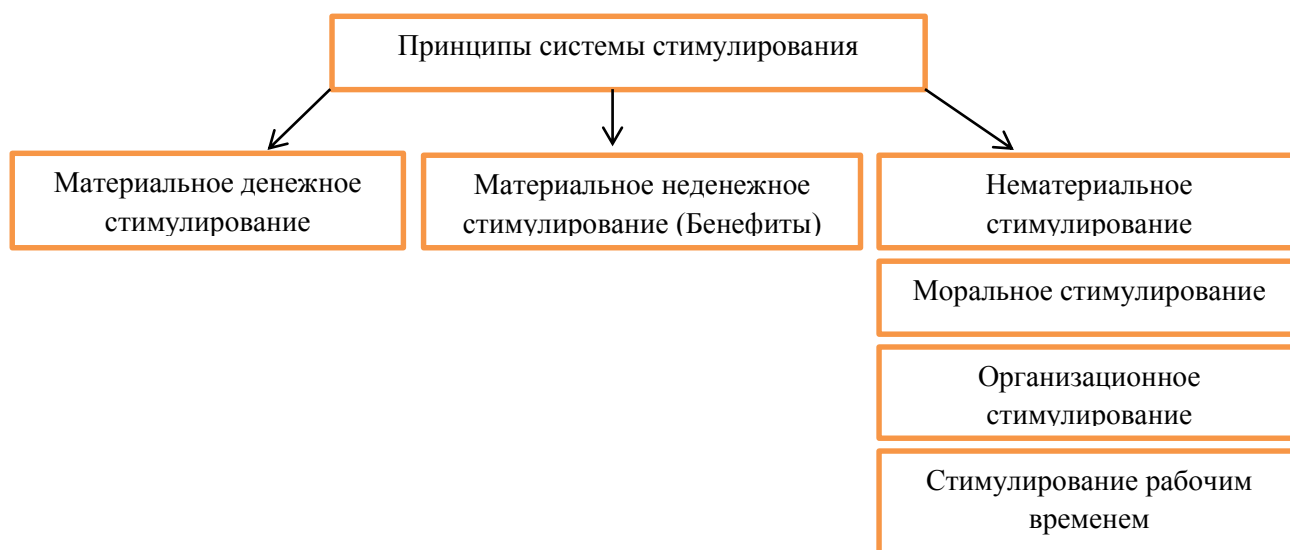 Принципы системы стимулирования
Материальное денежное
стимулирование
Материальное неденежное
стимулирование (Бенефиты)
Нематериальное
стимулирование
Моральное стимулирование
Организационное
стимулирование
Стимулирование рабочим
временем